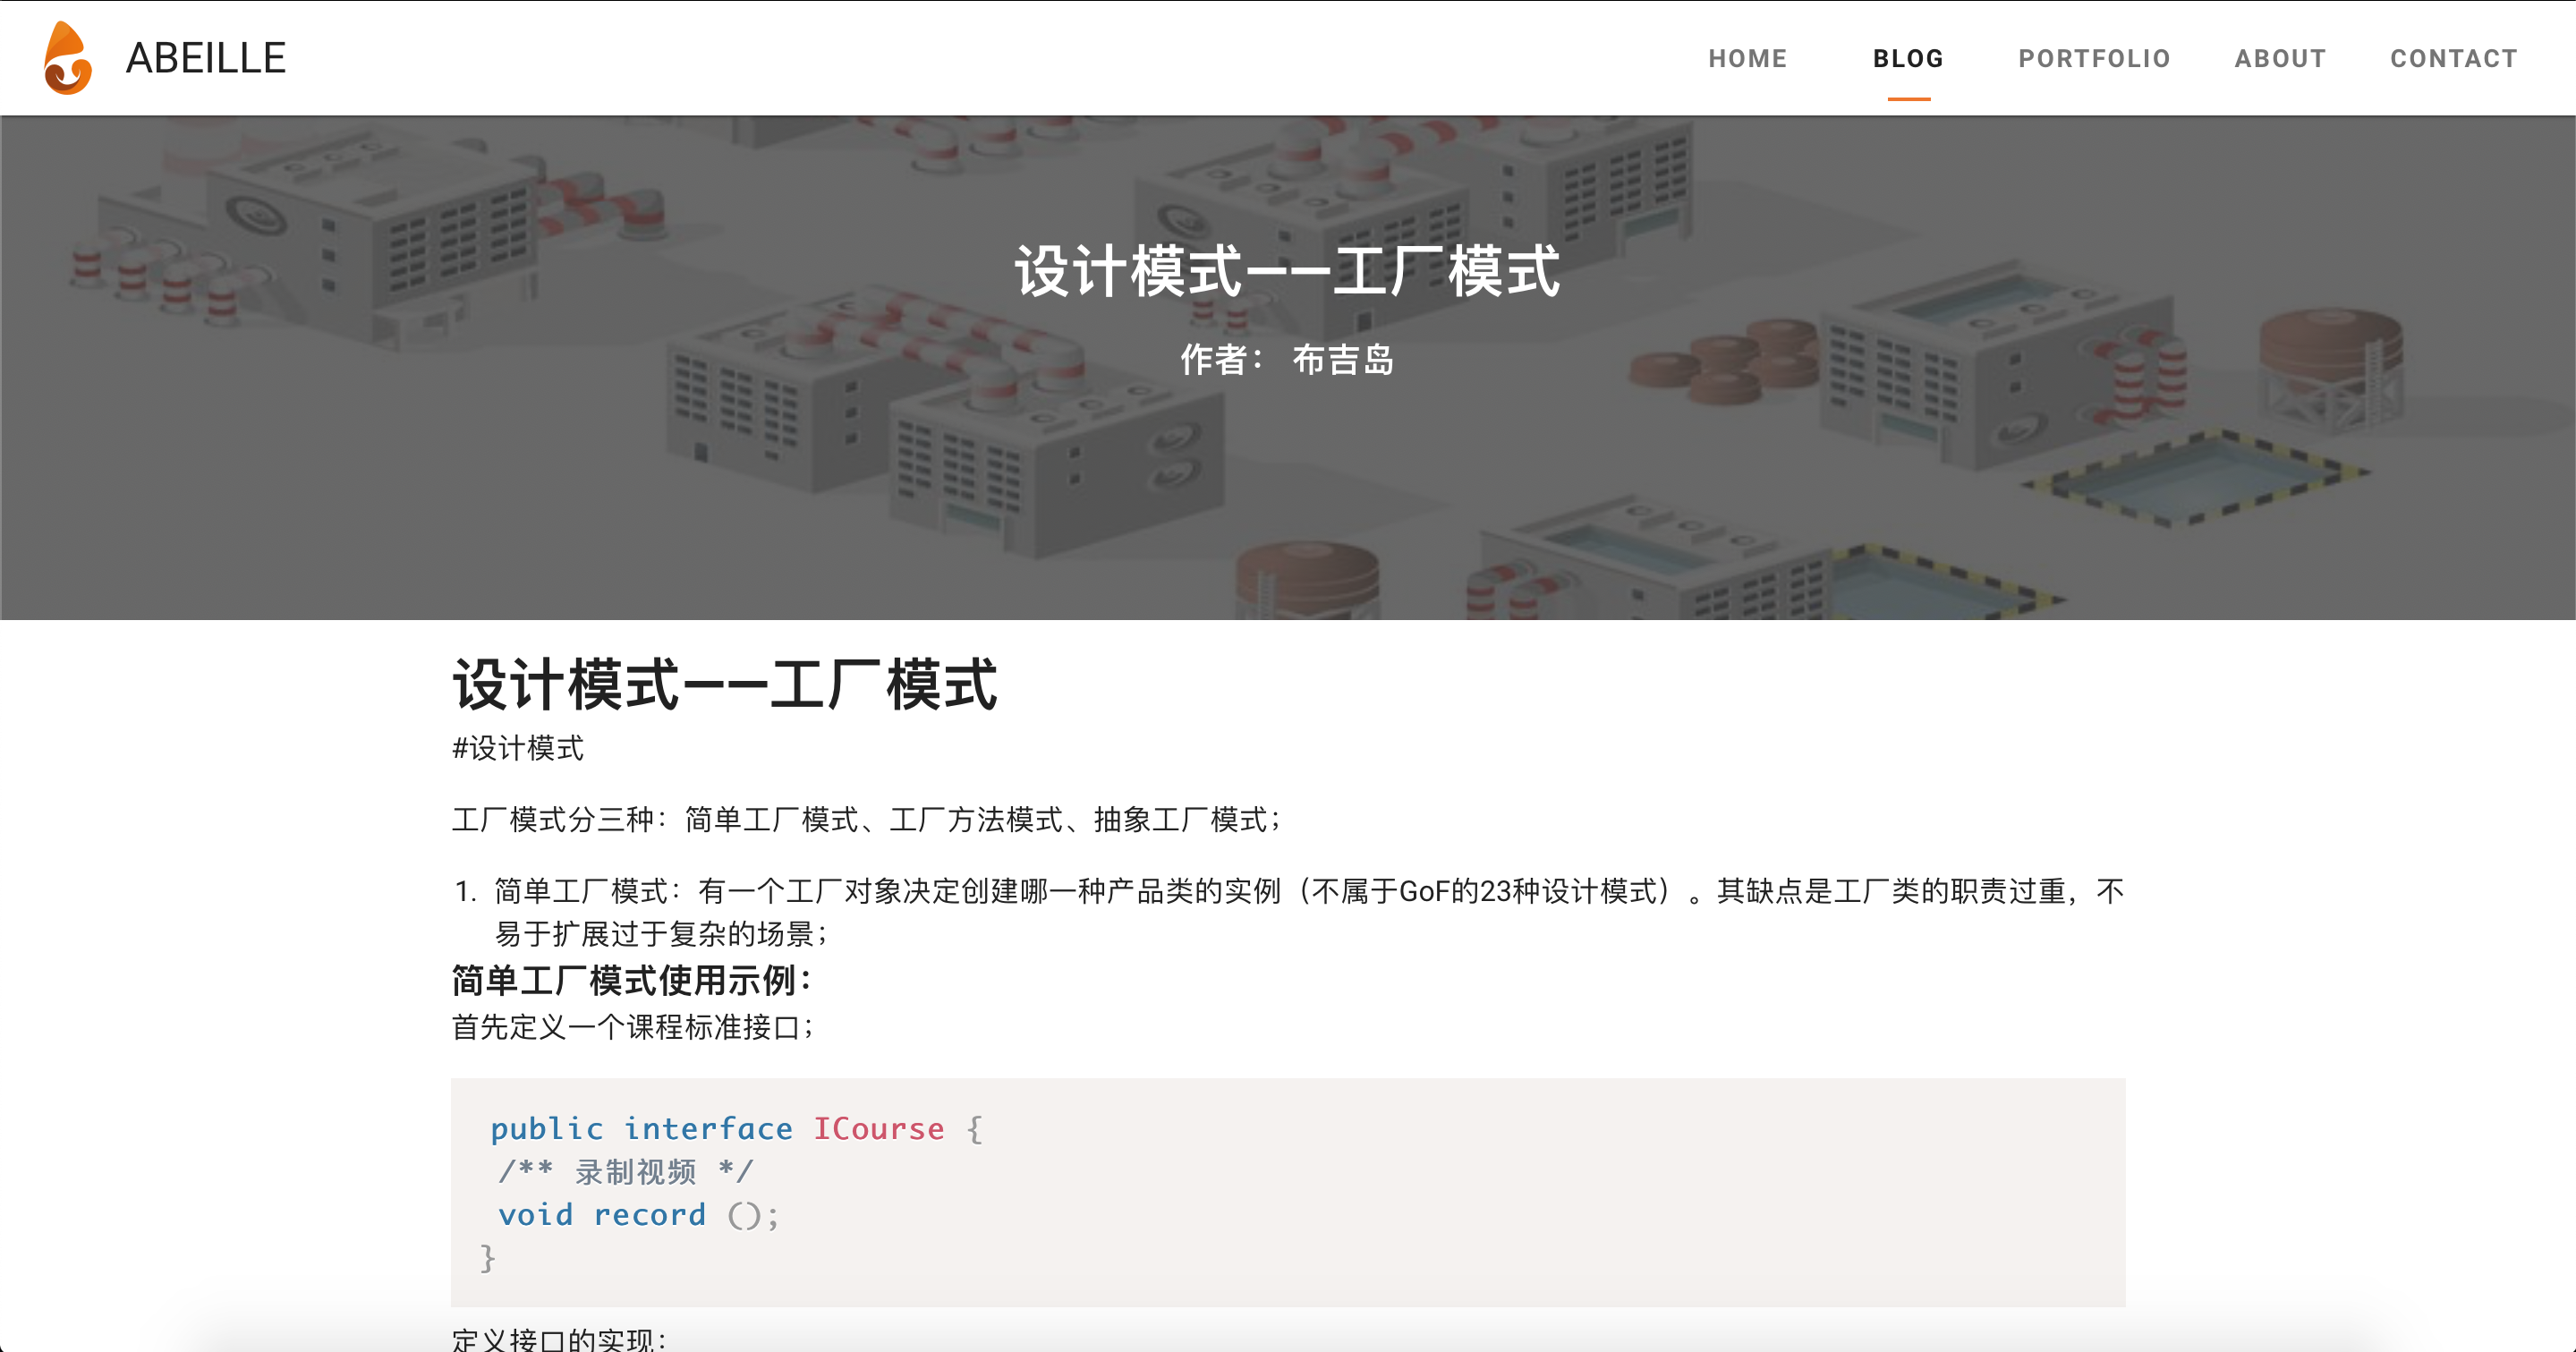 ABEILLE
HOME BLOG PORTFOLIO ABOUT CONTACT
设计模式——工厂模式
作者： 布吉岛
设计模式——工厂模式
#设计模式
工厂模式分三种：简单工厂模式、工厂方法模式、抽象工厂模式；
1. 简单工厂模式：有一个工厂对象决定创建哪一种产品类的实例（不属于GoF的23种设计模式）。其缺点是工厂类的职责过重，不
易于扩展过于复杂的场景；
简单工厂模式使用示例：
首先定义一个课程标准接口；
public interface ICourse {
/** 录制视频 */
void record ();
}
定义接口的实现：